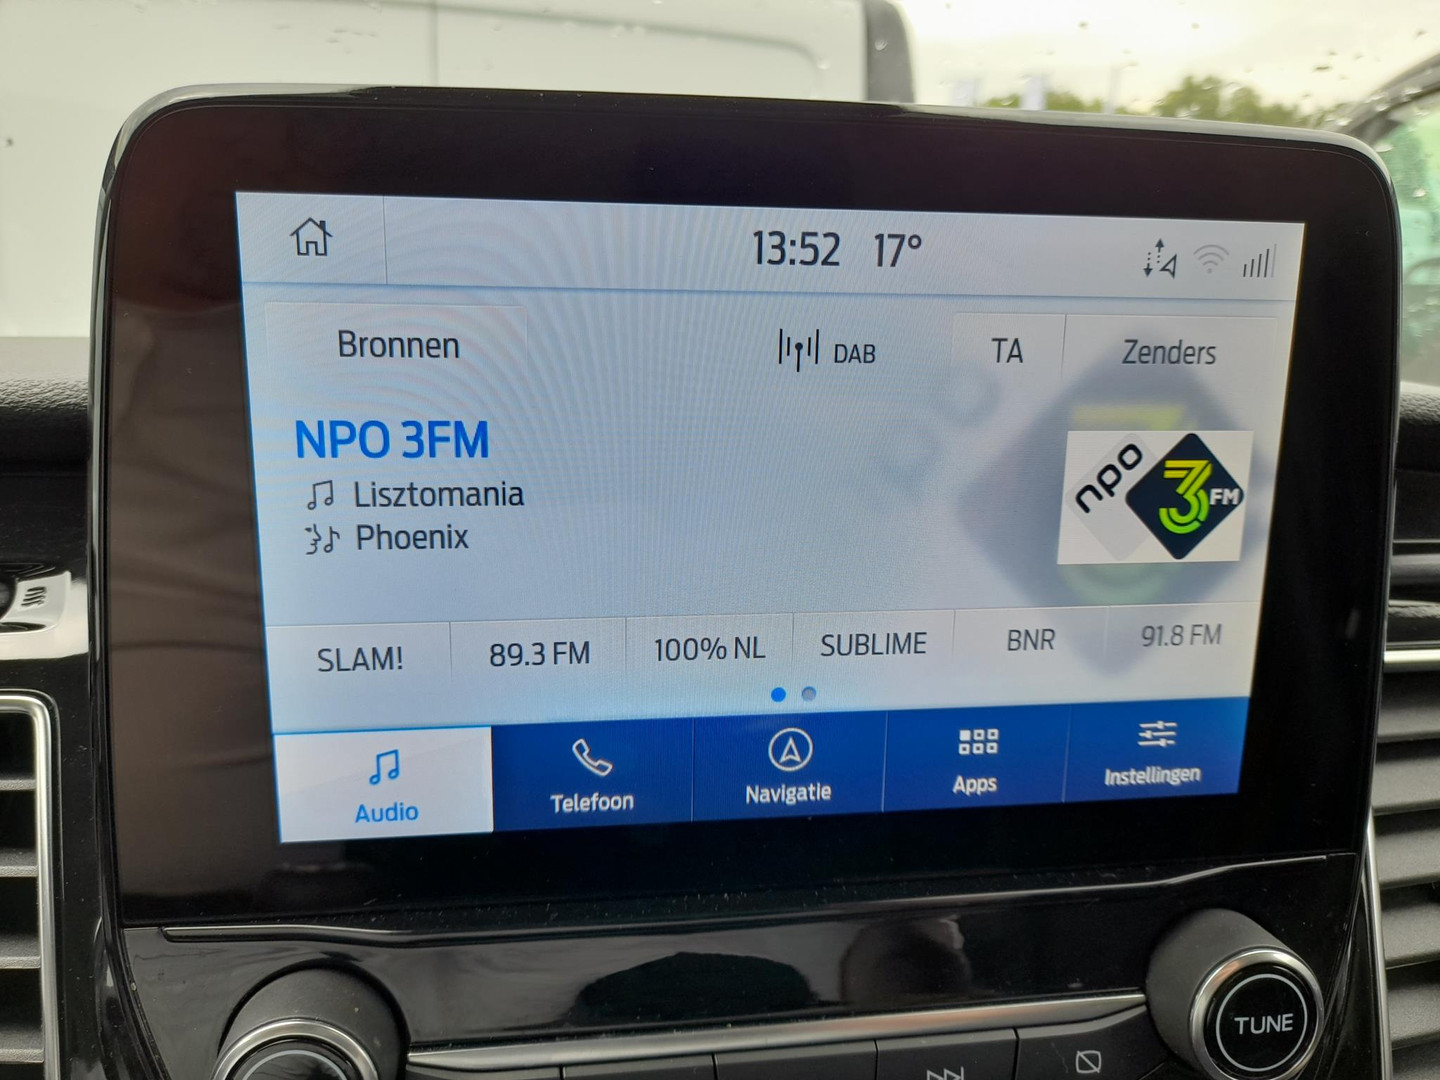 13:52 17°
Bronnen
DAB
TA
Zenders
NPO 3FM
Lisztomania
Phoenix
npo
3FM
SLAM! 89.3 FM 100% NL SUBLIME BNR 91.8 FM
Audio Telefoon Navigatie Apps Instellingen
TUNE